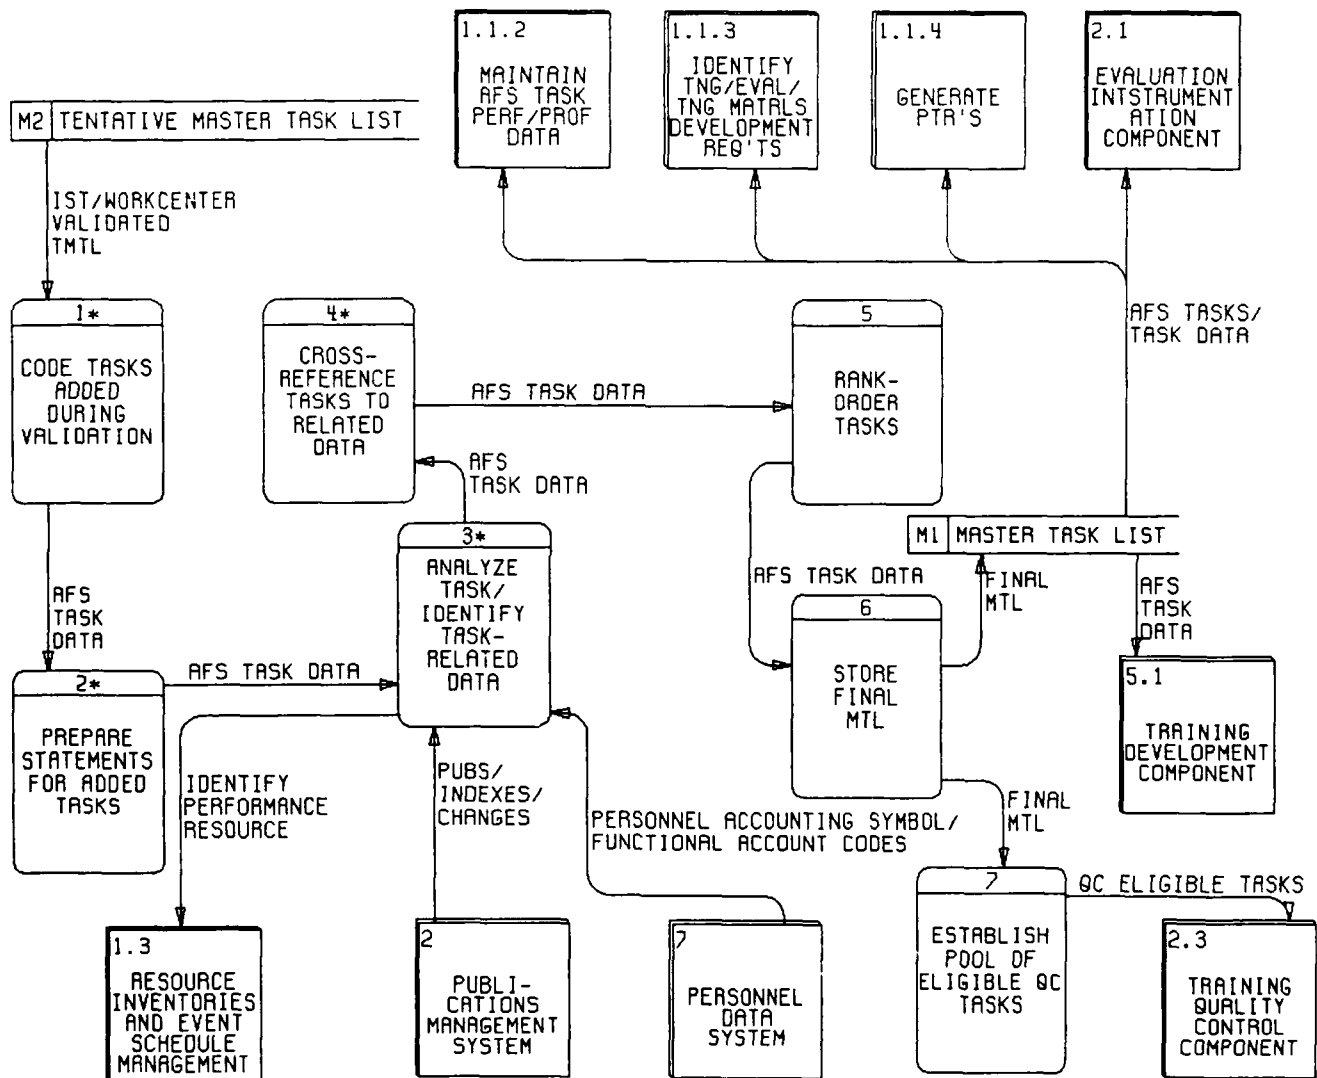 1.1.2
MAINTAIN
AFS TASK
PERF/PROF
DATA
1.1.3
IDENTIFY
TNG/EVAL/
TNG MATRLS
DEVELOPMENT
REQ'TS
1.1.4
GENERATE
PTR'S
2.1
EVALUATION
INTSTRUMENT
ATION
COMPONENT
M2 TENTATIVE MASTER TASK LIST
IST/WORKCENTER
VALIDATED
TMTL
1*
CODE TASKS
ADDED
DURING
VALIDATION
4*
CROSS-
REFERENCE
TASKS TO
RELATED
DATA
AFS TASK DATA
5
RANK-
ORDER
TASKS
AFS TASKS/
TASK DATA
AFS
TASK DATA
M1 MASTER TASK LIST
3*
ANALYZE
TASK/
IDENTIFY
TASK-
RELATED
DATA
AFS TASK DATA
FINAL
MTL
AFS
TASK
DATA
AFS
TASK
DATA
2*
PREPARE
STATEMENTS
FOR ADDED
TASKS
AFS TASK DATA
6
STORE
FINAL
MTL
5.1
TRAINING
DEVELOPMENT
COMPONENT
IDENTIFY
PERFORMANCE
RESOURCE
PUBS/
INDEXES/
CHANGES
PERSONNEL ACCOUNTING SYMBOL/
FUNCTIONAL ACCOUNT CODES
FINAL
MTL
7
ESTABLISH
POOL OF
ELIGIBLE QC
TASKS
QC ELIGIBLE TASKS
1.3
RESOURCE
INVENTORIES
AND EVENT
SCHEDULE
MANAGEMENT
2
PUBLI-
CATIONS
MANAGEMENT
SYSTEM
7
PERSONNEL
DATA
SYSTEM
2.3
TRAINING
QUALITY
CONTROL
COMPONENT